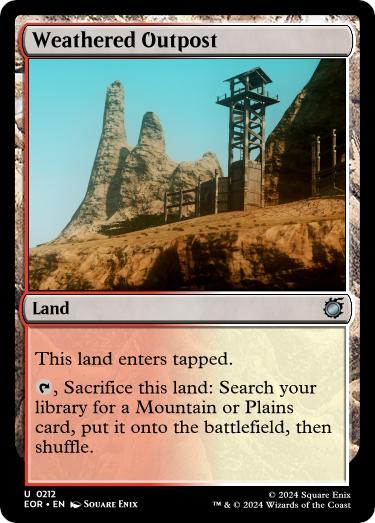 Weathered Outpost
Land
This land enters tapped.
, Sacrifice this land: Search your
library for a Mountain or Plains
card, put it onto the battlefield, then
shuffle.
U 0212
EOR • EN SQUARE ENIX
© 2024 Square Enix
™ & © 2024 Wizards of the Coast